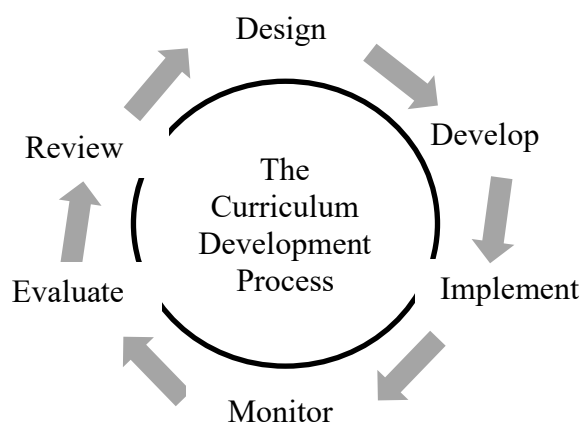 Design
Develop
Implement
Monitor
Evaluate
Review
The
Curriculum
Development
Process